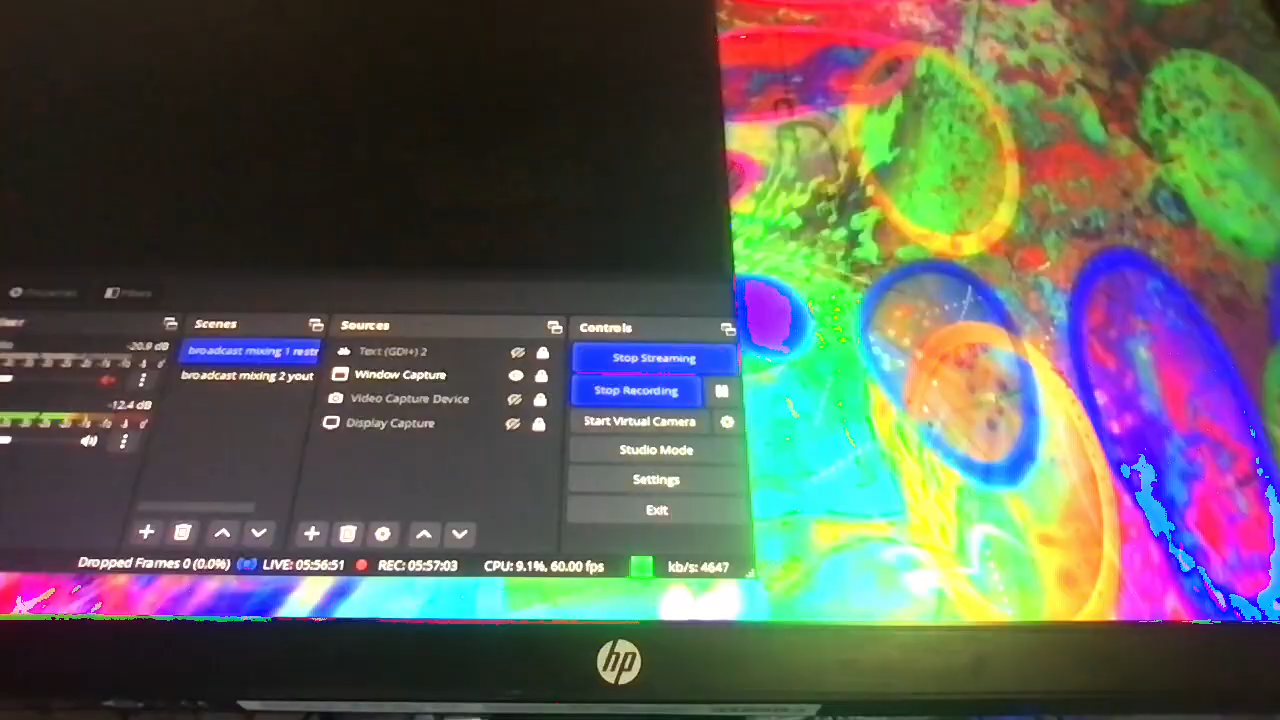 Properties
Filters
Scenes
Sources
Controls
-20.9 dB
broadcast mixing 1 restr
broadcast mixing 2 yout
-12.4 dB
Text (GDI+) 2
Window Capture
Video Capture Device
Display Capture
Stop Streaming
Stop Recording
Start Virtual Camera
Studio Mode
Settings
Exit
Dropped Frames 0 (0.0%) LIVE: 05:56:51 REC: 05:57:03 CPU: 9.1%, 60.00 fps kb/s: 4647
hp